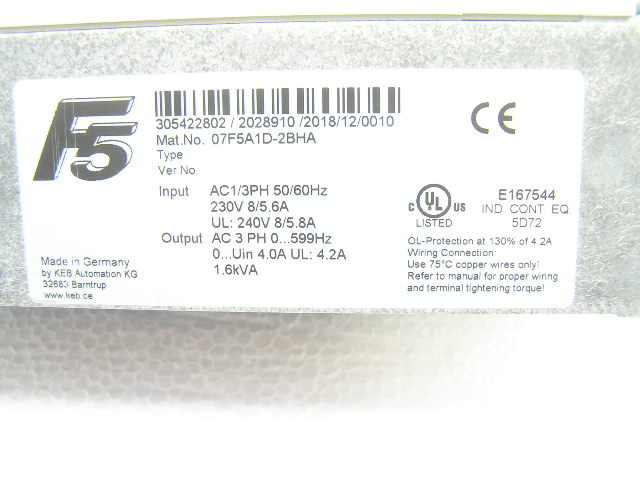 F5
305422802 / 2028910 /2018/12/0010
Mat.No. 07F5A1D-2BHA
Type
Ver.No.
Input AC1/3PH 50/60Hz
230V 8/5.6A
UL: 240V 8/5.8A
Output AC 3 PH 0...599Hz
0...Uin 4.0A UL: 4.2A
1.6kVA
Made in Germany
by KEB Automation KG
32683 Barntrup
www.keb.de
CE
C UL US
LISTED
E167544
IND. CONT. EQ.
5D72
OL-Protection at 130% of 4.2A
Wiring Connection:
Use 75°C copper wires only!
Refer to manual for proper wiring
and terminal tightening torque!